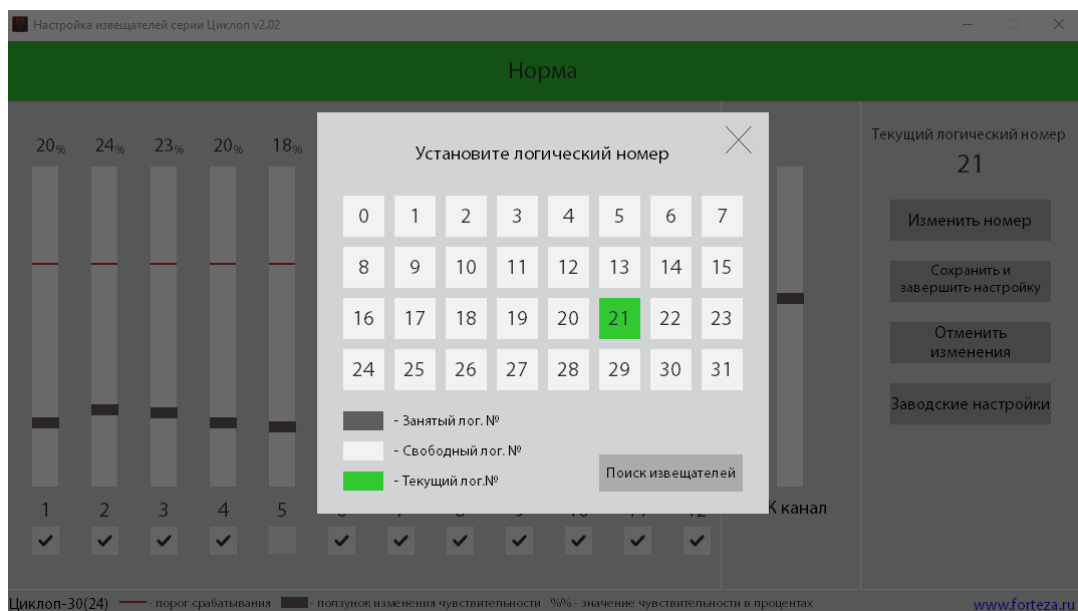 Настройка извещателей серии Циклоп v2.02
Норма
20% 24% 23% 20% 18%
Установите логический номер
0 1 2 3 4 5 6 7
8 9 10 11 12 13 14 15
16 17 18 19 20 21 22 23
24 25 26 27 28 29 30 31
- Занятый лог. №
- Свободный лог. №
- Текущий лог.№
Поиск извещателей
Текущий логический номер
21
Изменить номер
Сохранить и
завершить настройку
Отменить
изменения
Заводские настройки
1 2 3 4 5
К канал
Циклоп-30(24) - порог срабатывания - ползунок изменения чувствительности %% - значение чувствительности в процентах www.forteza.ru